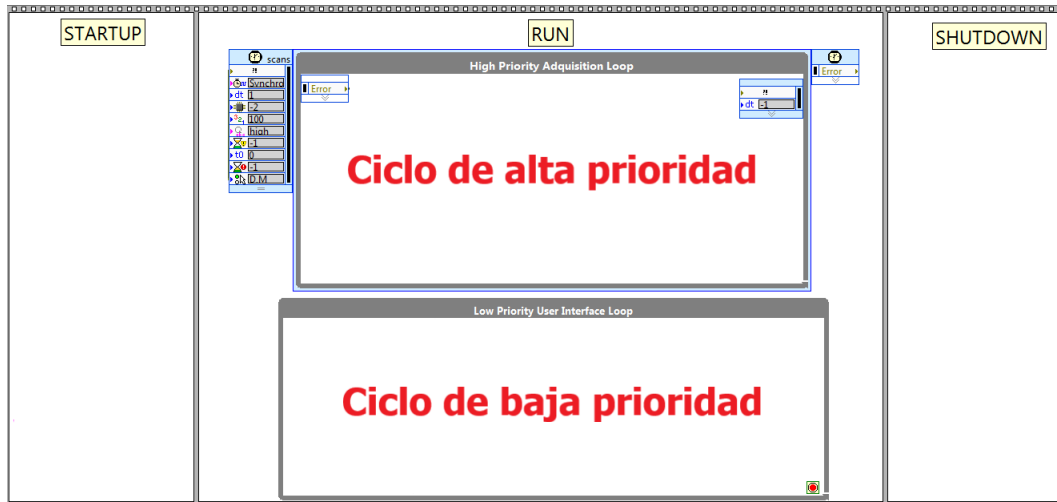 STARTUP
RUN
SHUTDOWN
scans
High Priority Adquisition Loop
Error
Error
Synchro
dt 1
dt -1
-2
100
high
-1
t0 0
-1
D.M
Ciclo de alta prioridad
Low Priority User Interface Loop
Ciclo de baja prioridad